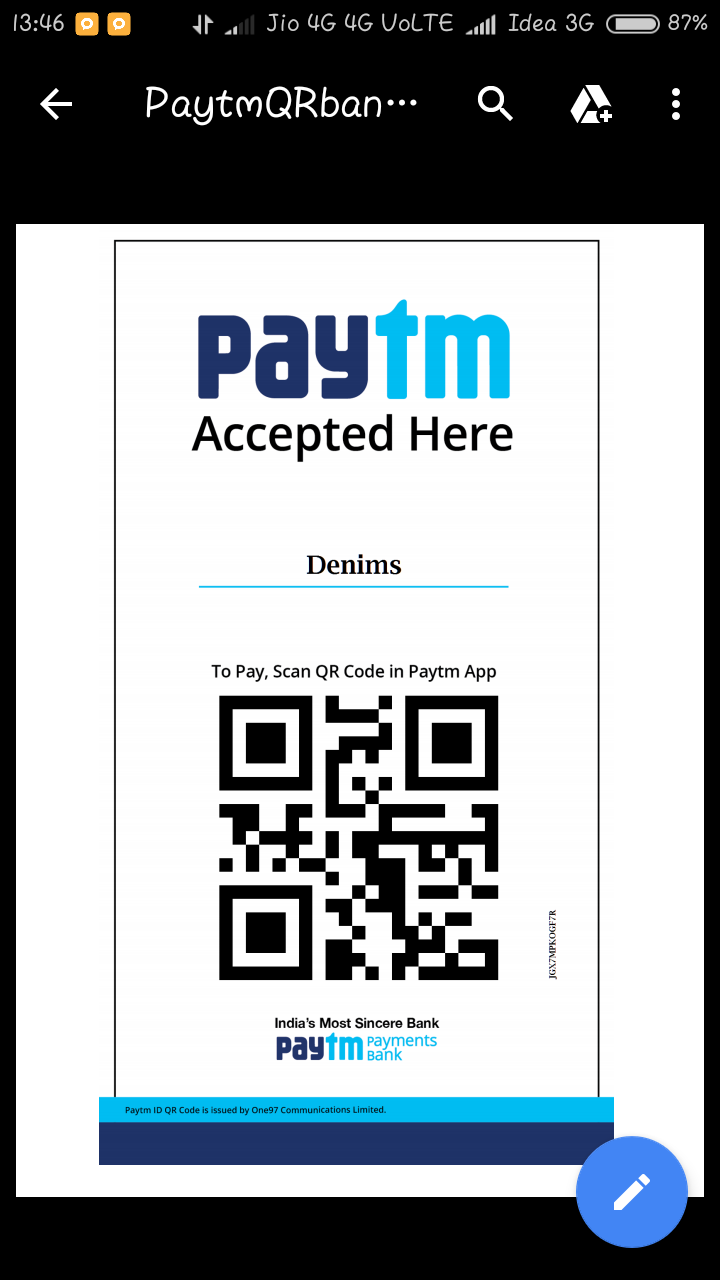 13:46 Jio 4G 4G VoLTE Idea 3G 87%
PaytmQRban...
paytm
Accepted Here
Denims
To Pay, Scan QR Code in Paytm App
JGX7MPKOGF7R
India's Most Sincere Bank
paytm Payments
Bank
Paytm ID QR Code is issued by One97 Communications Limited.